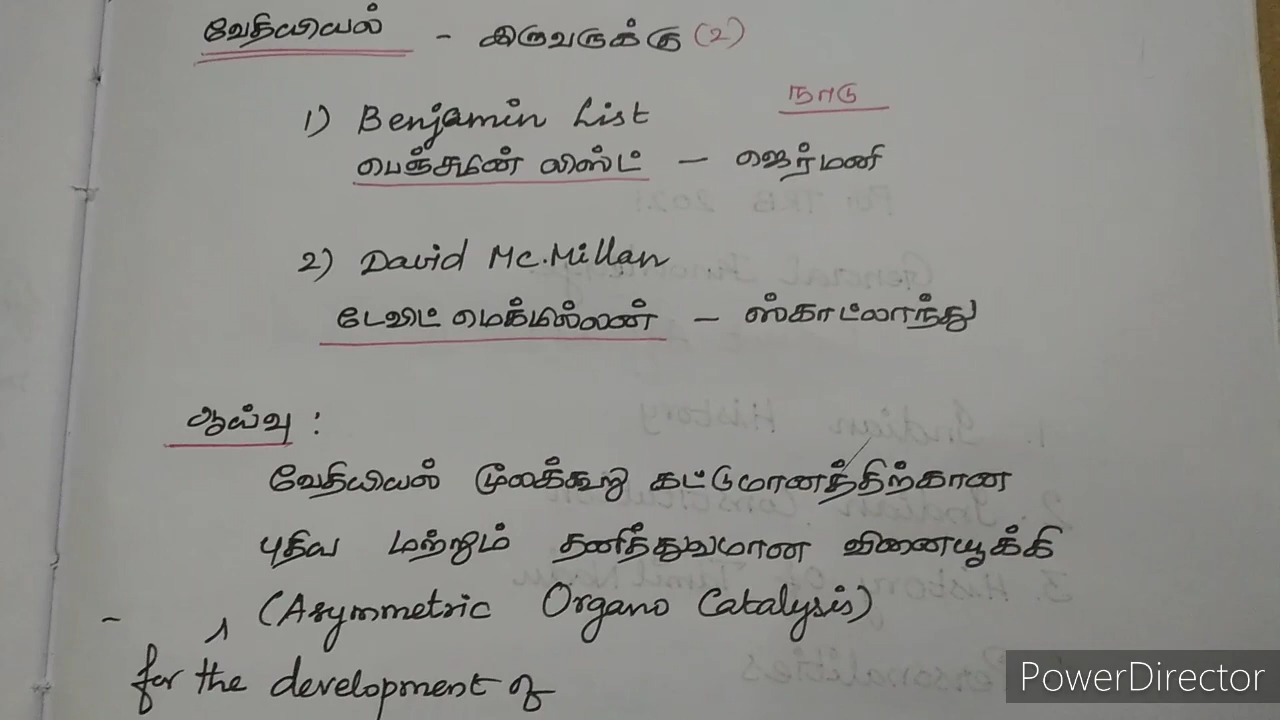 வேதியியல் - இருவருக்கு (2)
நாடு
1) Benjamin List
பெஞ்சமின் லிஸ்ட் - ஜெர்மனி
2) David Mc.Millan
டேவிட் மெக்மில்லன் - ஸ்காட்லாந்து
ஆய்வு :
வேதியியல் மூலக்கூறு கட்டுமானத்திற்கான
புதிய மற்றும் தனித்துவமான வினையூக்கி
(Asymmetric Organo Catalysis)
for the development of
PowerDirector